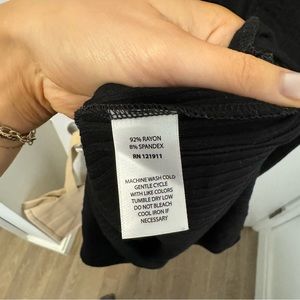 92% RAYON
8% SPANDEX
RN 121911
MACHINE WASH COLD
GENTLE CYCLE
WITH LIKE COLORS
TUMBLE DRY LOW
DO NOT BLEACH
COOL IRON IF
NECESSARY